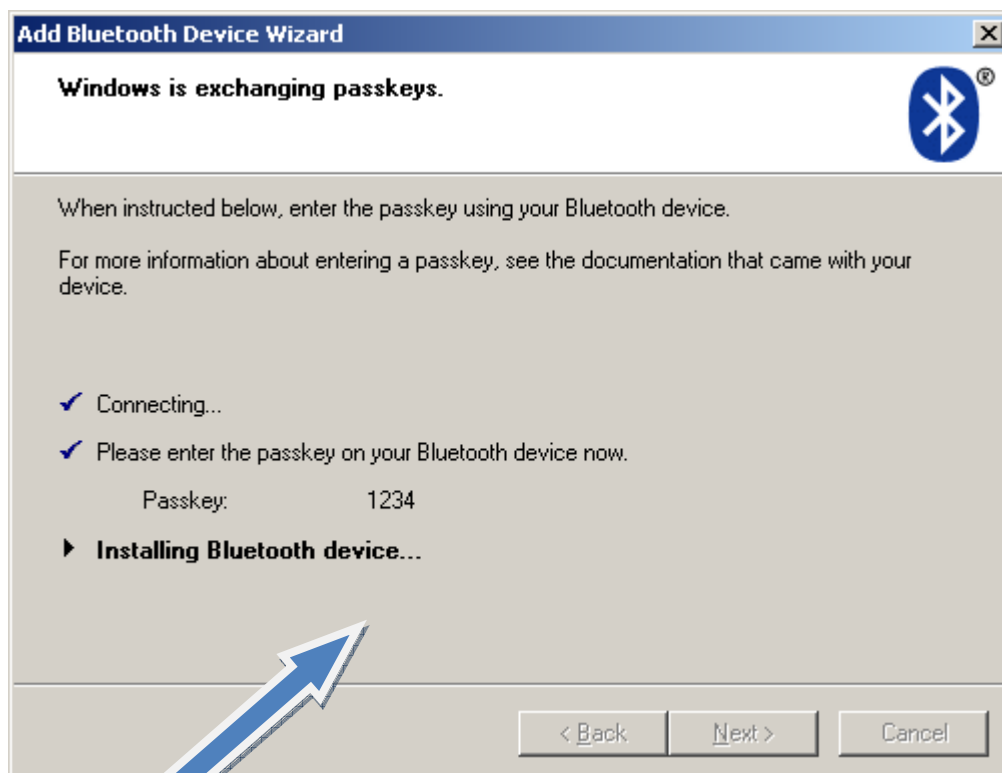 Add Bluetooth Device Wizard
Windows is exchanging passkeys.
®
When instructed below, enter the passkey using your Bluetooth device.
For more information about entering a passkey, see the documentation that came with your
device.
Connecting...
Please enter the passkey on your Bluetooth device now.
Passkey: 1234
Installing Bluetooth device...
< Back Next > Cancel